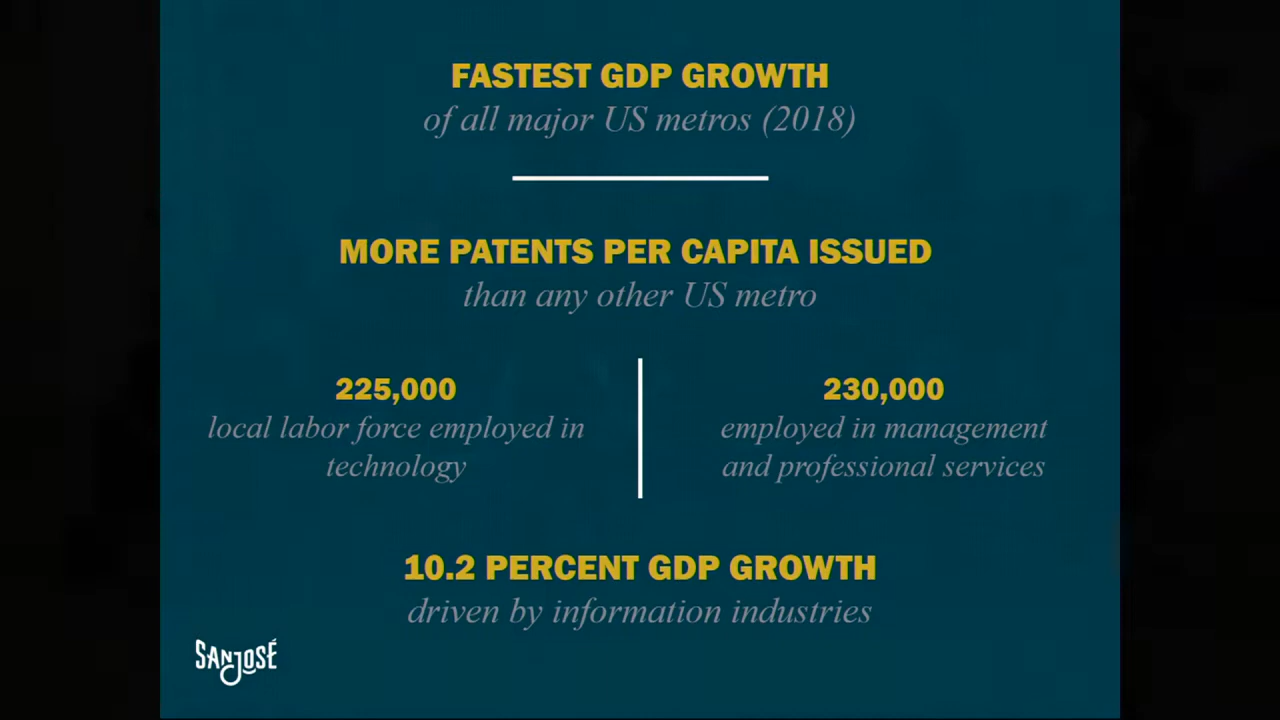 FASTEST GDP GROWTH
of all major US metros (2018)
MORE PATENTS PER CAPITA ISSUED
than any other US metro
225,000
local labor force employed in
technology
230,000
employed in management
and professional services
10.2 PERCENT GDP GROWTH
driven by information industries
SAN JOSÉ